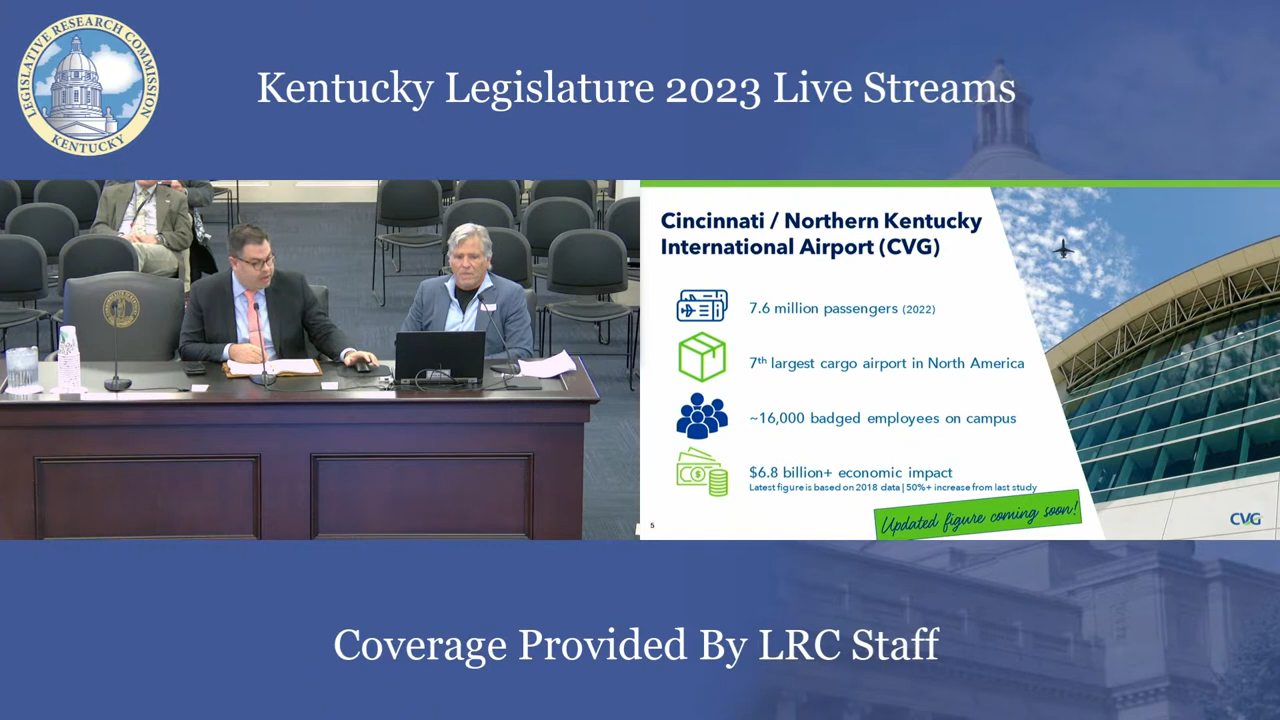 LEGISLATIVE RESEARCH COMMISSION
KENTUCKY
Kentucky Legislature 2023 Live Streams
Cincinnati / Northern Kentucky
International Airport (CVG)
7.6 million passengers (2022)
7th largest cargo airport in North America
~16,000 badged employees on campus
$6.8 billion+ economic impact
Latest figure is based on 2018 data | 50%+ increase from last study
Updated figure coming soon!
5
CVG
Coverage Provided By LRC Staff